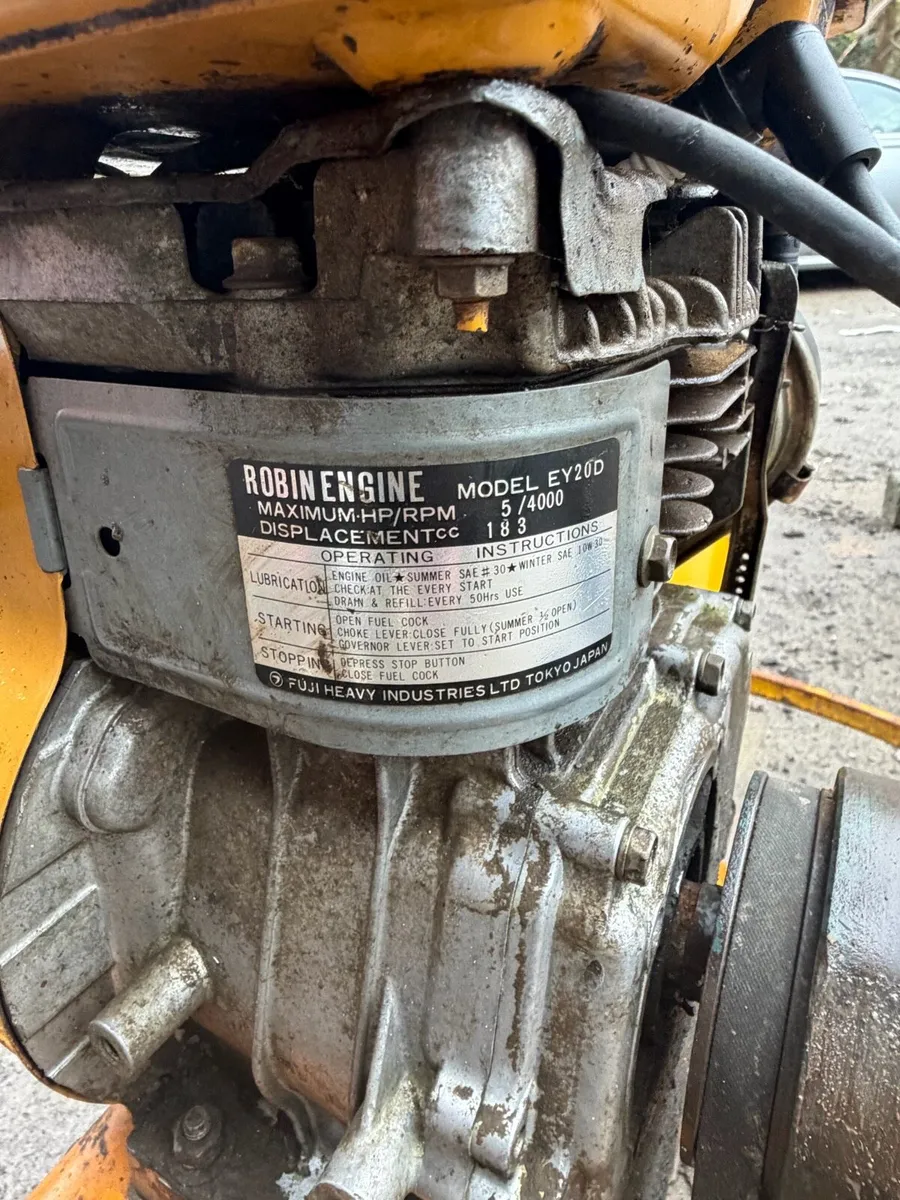 ROBIN ENGINE MODEL EY20D
MAXIMUM·HP/RPM 5/4000
DISPLACEMENTCC 183
OPERATING INSTRUCTIONS
LUBRICATION
ENGINE OIL★SUMMER SAE#30★WINTER SAE 10W-30
CHECK:AT THE EVERY START
DRAIN & REFILL:EVERY 50Hrs USE
STARTING
OPEN FUEL COCK
CHOKE LEVER:CLOSE FULLY(SUMMER ½ OPEN)
GOVERNOR LEVER:SET TO START POSITION
STOPPING
DEPRESS STOP BUTTON
CLOSE FUEL COCK
FUJI HEAVY INDUSTRIES LTD TOKYO JAPAN